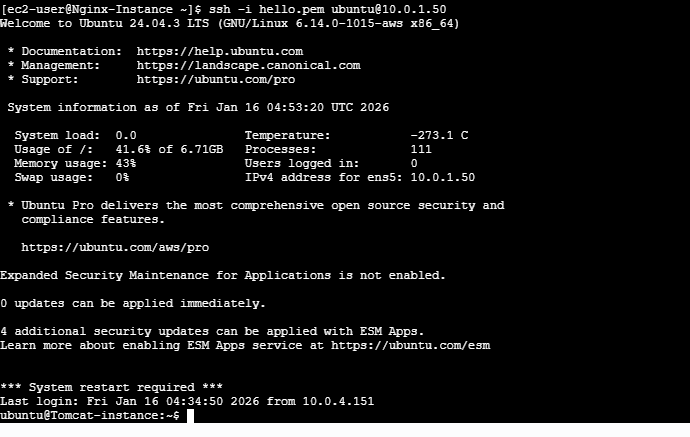 [ec2-user@Nginx-Instance ~]$ ssh -i hello.pem ubuntu@10.0.1.50
Welcome to Ubuntu 24.04.3 LTS (GNU/Linux 6.14.0-1015-aws x86_64)
* Documentation:  https://help.ubuntu.com
* Management:     https://landscape.canonical.com
* Support:        https://ubuntu.com/pro
System information as of Fri Jan 16 04:53:20 UTC 2026
System load:  0.0                Temperature:           -273.1 C
Usage of /:   41.6% of 6.71GB    Processes:             111
Memory usage: 43%                Users logged in:       0
Swap usage:   0%                 IPv4 address for ens5: 10.0.1.50
* Ubuntu Pro delivers the most comprehensive open source security and
compliance features.
https://ubuntu.com/aws/pro
Expanded Security Maintenance for Applications is not enabled.
0 updates can be applied immediately.
4 additional security updates can be applied with ESM Apps.
Learn more about enabling ESM Apps service at https://ubuntu.com/esm
*** System restart required ***
Last login: Fri Jan 16 04:34:50 2026 from 10.0.4.151
ubuntu@Tomcat-instance:~$